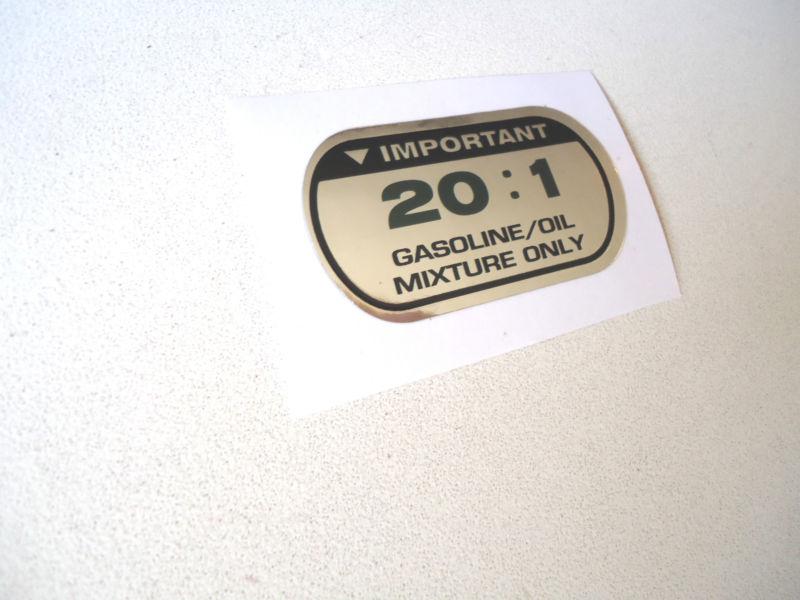 ▼ IMPORTANT
20:1
GASOLINE/OIL
MIXTURE ONLY